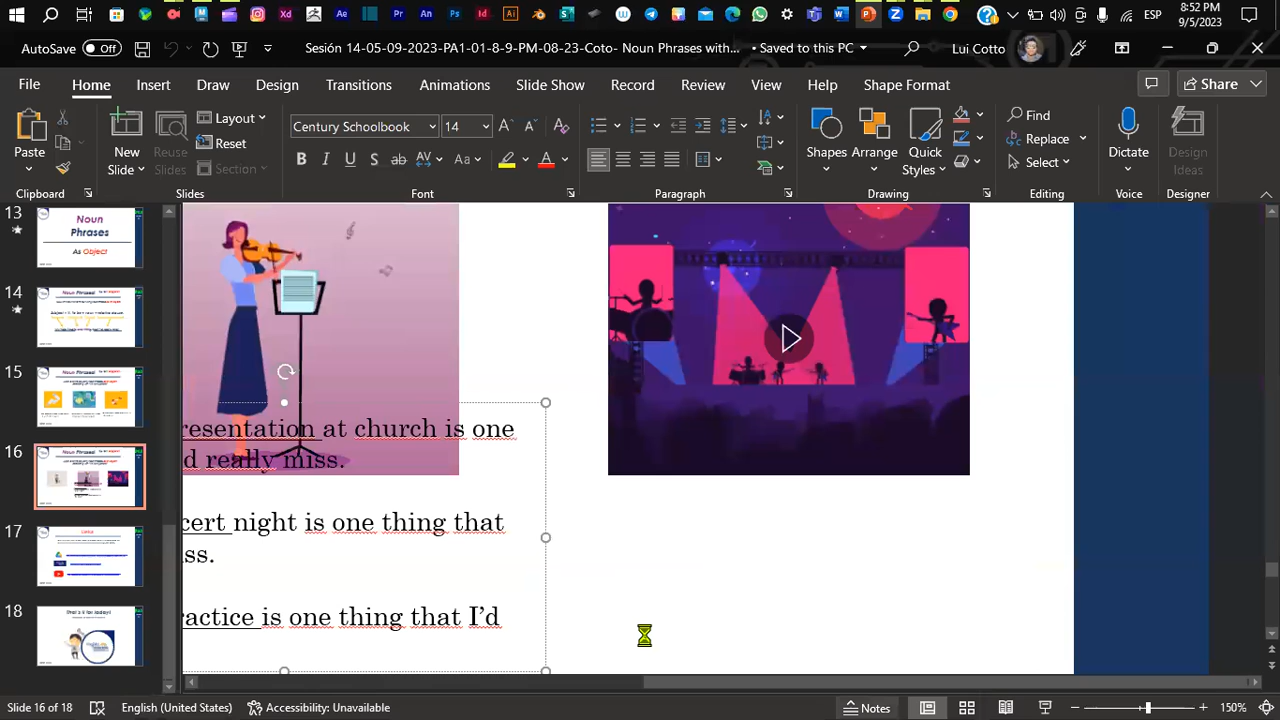 ESP
8:52 PM
9/5/2023
AutoSave Off
Sesión 14-05-09-2023-PA1-01-8-9-PM-08-23-Coto- Noun Phrases with... • Saved to this PC
Lui Cotto
File Home Insert Draw Design Transitions Animations Slide Show Record Review View Help Shape Format
Share
Paste
New Slide
Reuse Slides
Layout
Reset
Section
Century Schoolbook 14
Shapes
Arrange
Quick Styles
Find
Replace
Select
Dictate
Design Ideas
Clipboard Slides Font Paragraph Drawing Editing Voice Designer
13
Noun
Phrases
As Object
14
15
16
17
18
That's it for today!
resentation at church is one
d really miss.
cert night is one thing that
ss.
ractice is one thing that I'd
Slide 16 of 18
English (United States)
Accessibility: Unavailable
Notes
150%